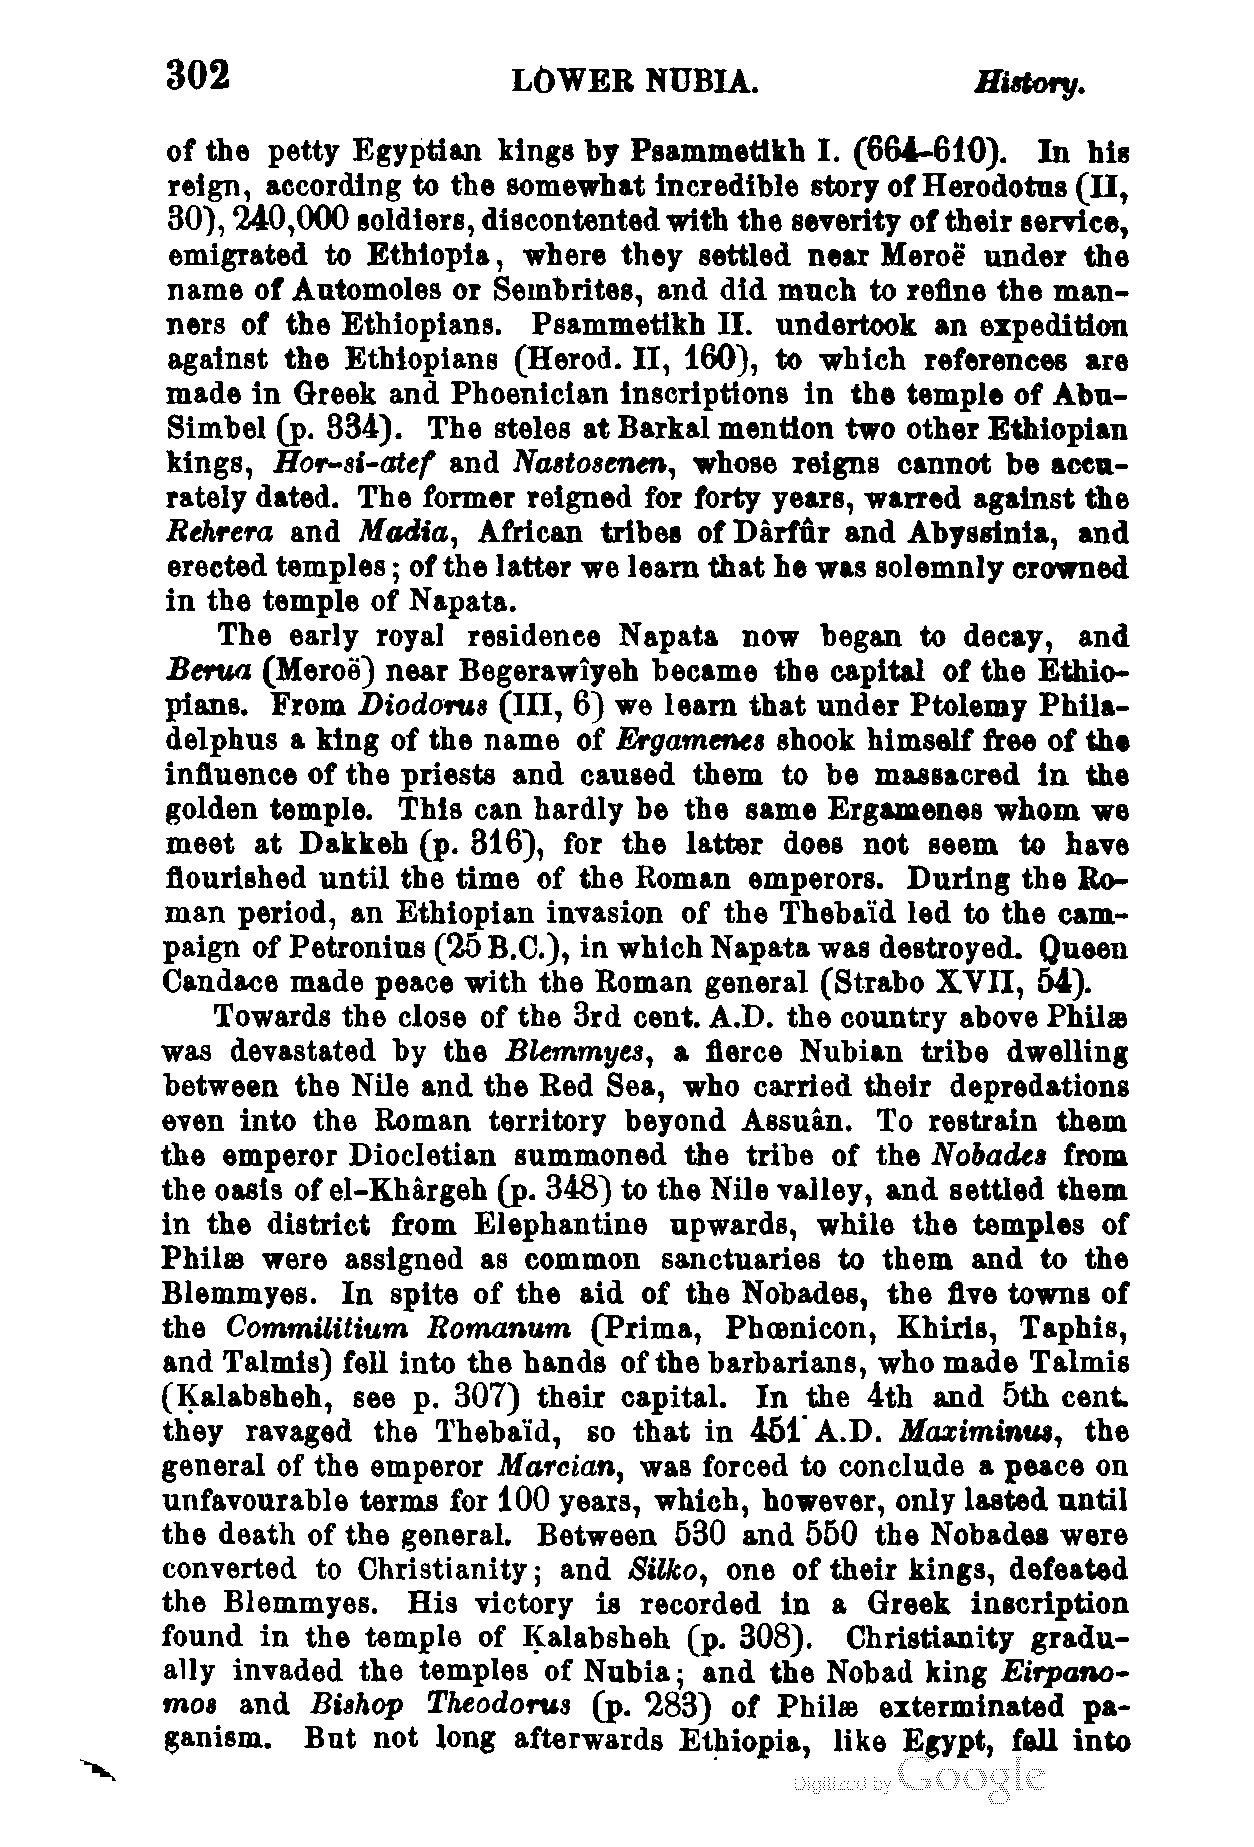 302 LOWER NUBIA. History.
of the petty Egyptian kings by Psammetikh I. (664-610). In his
reign, according to the somewhat incredible story of Herodotus (II,
30), 240,000 soldiers, discontented with the severity of their service,
emigrated to Ethiopia, where they settled near Meroë under the
name of Automoles or Sembrites, and did much to refine the man-
ners of the Ethiopians. Psammetikh II. undertook an expedition
against the Ethiopians (Herod. II, 160), to which references are
made in Greek and Phoenician inscriptions in the temple of Abu-
Simbel (p. 334). The steles at Barkal mention two other Ethiopian
kings, Hor-si-atef and Nastosenen, whose reigns cannot be accu-
rately dated. The former reigned for forty years, warred against the
Rehrera and Madia, African tribes of Dârfûr and Abyssinia, and
erected temples; of the latter we learn that he was solemnly crowned
in the temple of Napata.
The early royal residence Napata now began to decay, and
Berua (Meroë) near Begerawîyeh became the capital of the Ethio-
pians. From Diodorus (III, 6) we learn that under Ptolemy Phila-
delphus a king of the name of Ergamenes shook himself free of the
influence of the priests and caused them to be massacred in the
golden temple. This can hardly be the same Ergamenes whom we
meet at Dakkeh (p. 316), for the latter does not seem to have
flourished until the time of the Roman emperors. During the Ro-
man period, an Ethiopian invasion of the Thebaïd led to the cam-
paign of Petronius (25 B.C.), in which Napata was destroyed. Queen
Candace made peace with the Roman general (Strabo XVII, 54).
Towards the close of the 3rd cent. A.D. the country above Philæ
was devastated by the Blemmyes, a fierce Nubian tribe dwelling
between the Nile and the Red Sea, who carried their depredations
even into the Roman territory beyond Assuân. To restrain them
the emperor Diocletian summoned the tribe of the Nobades from
the oasis of el-Khârgeh (p. 348) to the Nile valley, and settled them
in the district from Elephantine upwards, while the temples of
Philæ were assigned as common sanctuaries to them and to the
Blemmyes. In spite of the aid of the Nobades, the five towns of
the Commilitium Romanum (Prima, Phœnicon, Khiris, Taphis,
and Talmis) fell into the hands of the barbarians, who made Talmis
(Ḳalabsheh, see p. 307) their capital. In the 4th and 5th cent.
they ravaged the Thebaïd, so that in 451 A.D. Maximinus, the
general of the emperor Marcian, was forced to conclude a peace on
unfavourable terms for 100 years, which, however, only lasted until
the death of the general. Between 530 and 550 the Nobades were
converted to Christianity; and Silko, one of their kings, defeated
the Blemmyes. His victory is recorded in a Greek inscription
found in the temple of Ḳalabsheh (p. 308). Christianity gradu-
ally invaded the temples of Nubia; and the Nobad king Eirpano-
mos and Bishop Theodorus (p. 283) of Philæ exterminated pa-
ganism. But not long afterwards Ethiopia, like Egypt, fell into
Digitized by Google